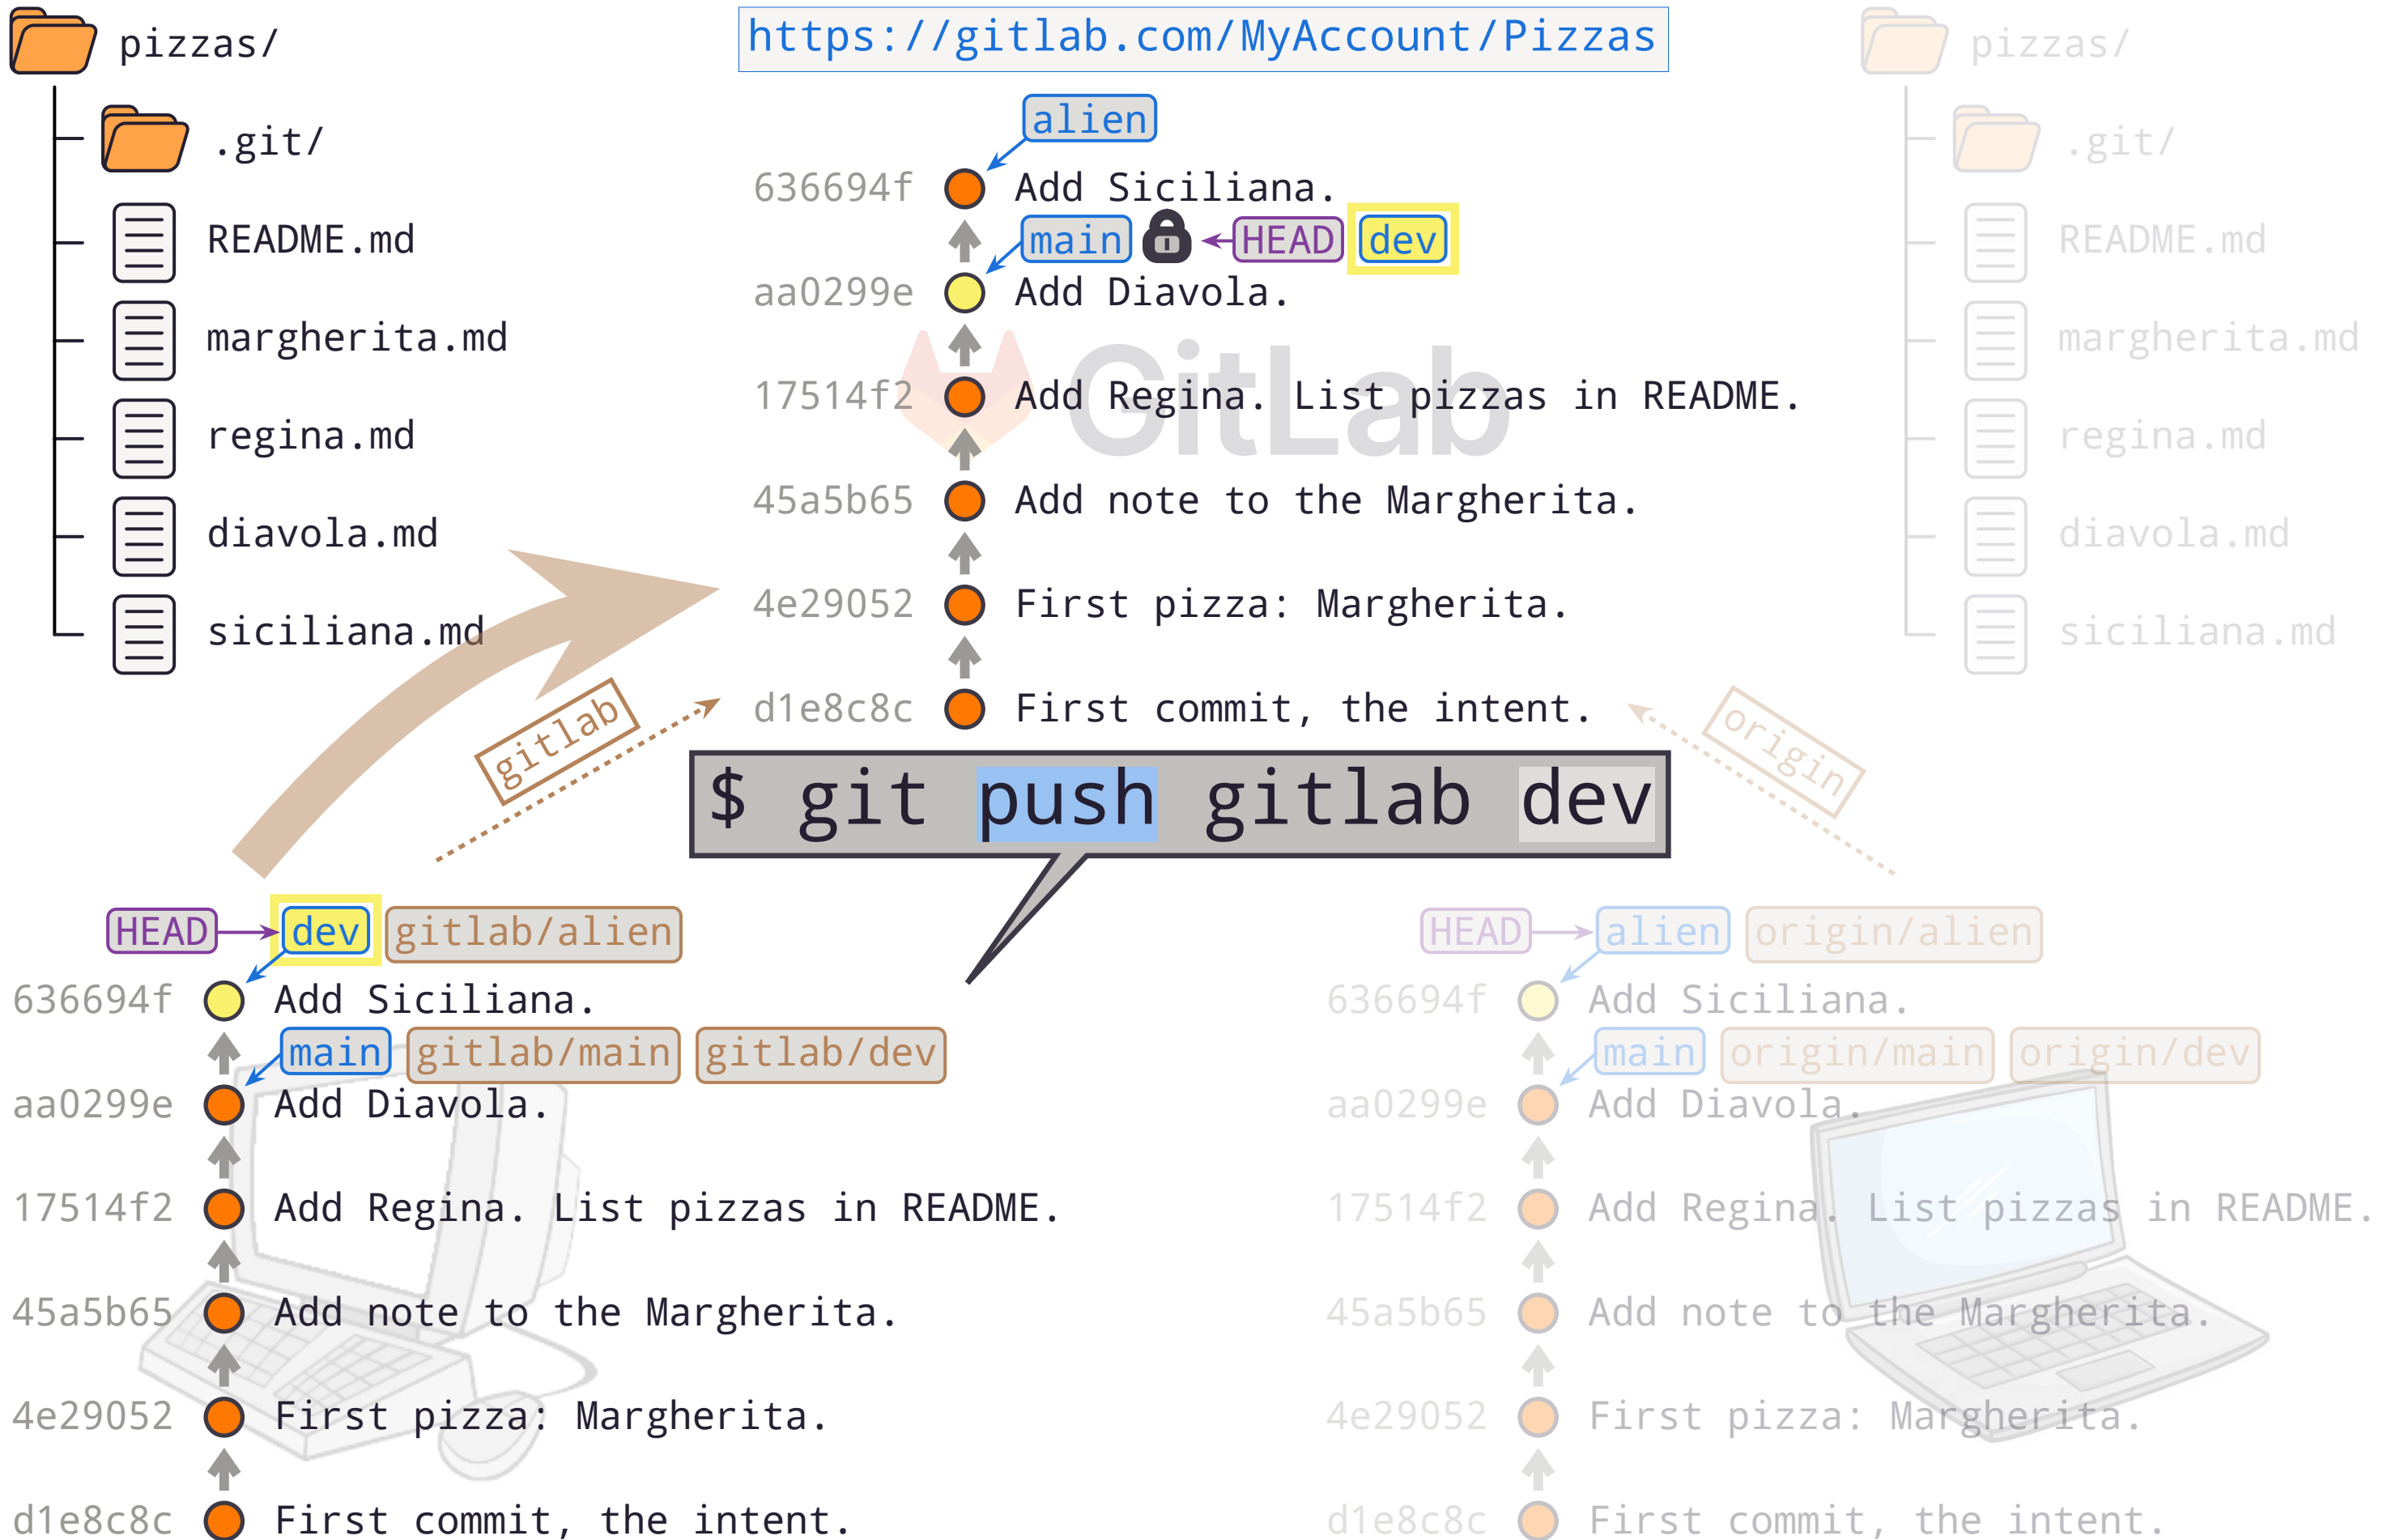 pizzas/
.git/
README.md
margherita.md
regina.md
diavola.md
siciliana.md
https://gitlab.com/MyAccount/Pizzas
alien
636694f Add Siciliana.
main HEAD dev
aa0299e Add Diavola.
GitLab
17514f2 Add Regina. List pizzas in README.
45a5b65 Add note to the Margherita.
4e29052 First pizza: Margherita.
d1e8c8c First commit, the intent.
pizzas/
.git/
README.md
margherita.md
regina.md
diavola.md
siciliana.md
gitlab
origin
$ git push gitlab dev
HEAD dev gitlab/alien
636694f Add Siciliana.
main gitlab/main gitlab/dev
aa0299e Add Diavola.
17514f2 Add Regina. List pizzas in README.
45a5b65 Add note to the Margherita.
4e29052 First pizza: Margherita.
d1e8c8c First commit, the intent.
HEAD alien origin/alien
636694f Add Siciliana.
main origin/main origin/dev
aa0299e Add Diavola.
17514f2 Add Regina. List pizzas in README.
45a5b65 Add note to the Margherita.
4e29052 First pizza: Margherita.
d1e8c8c First commit, the intent.